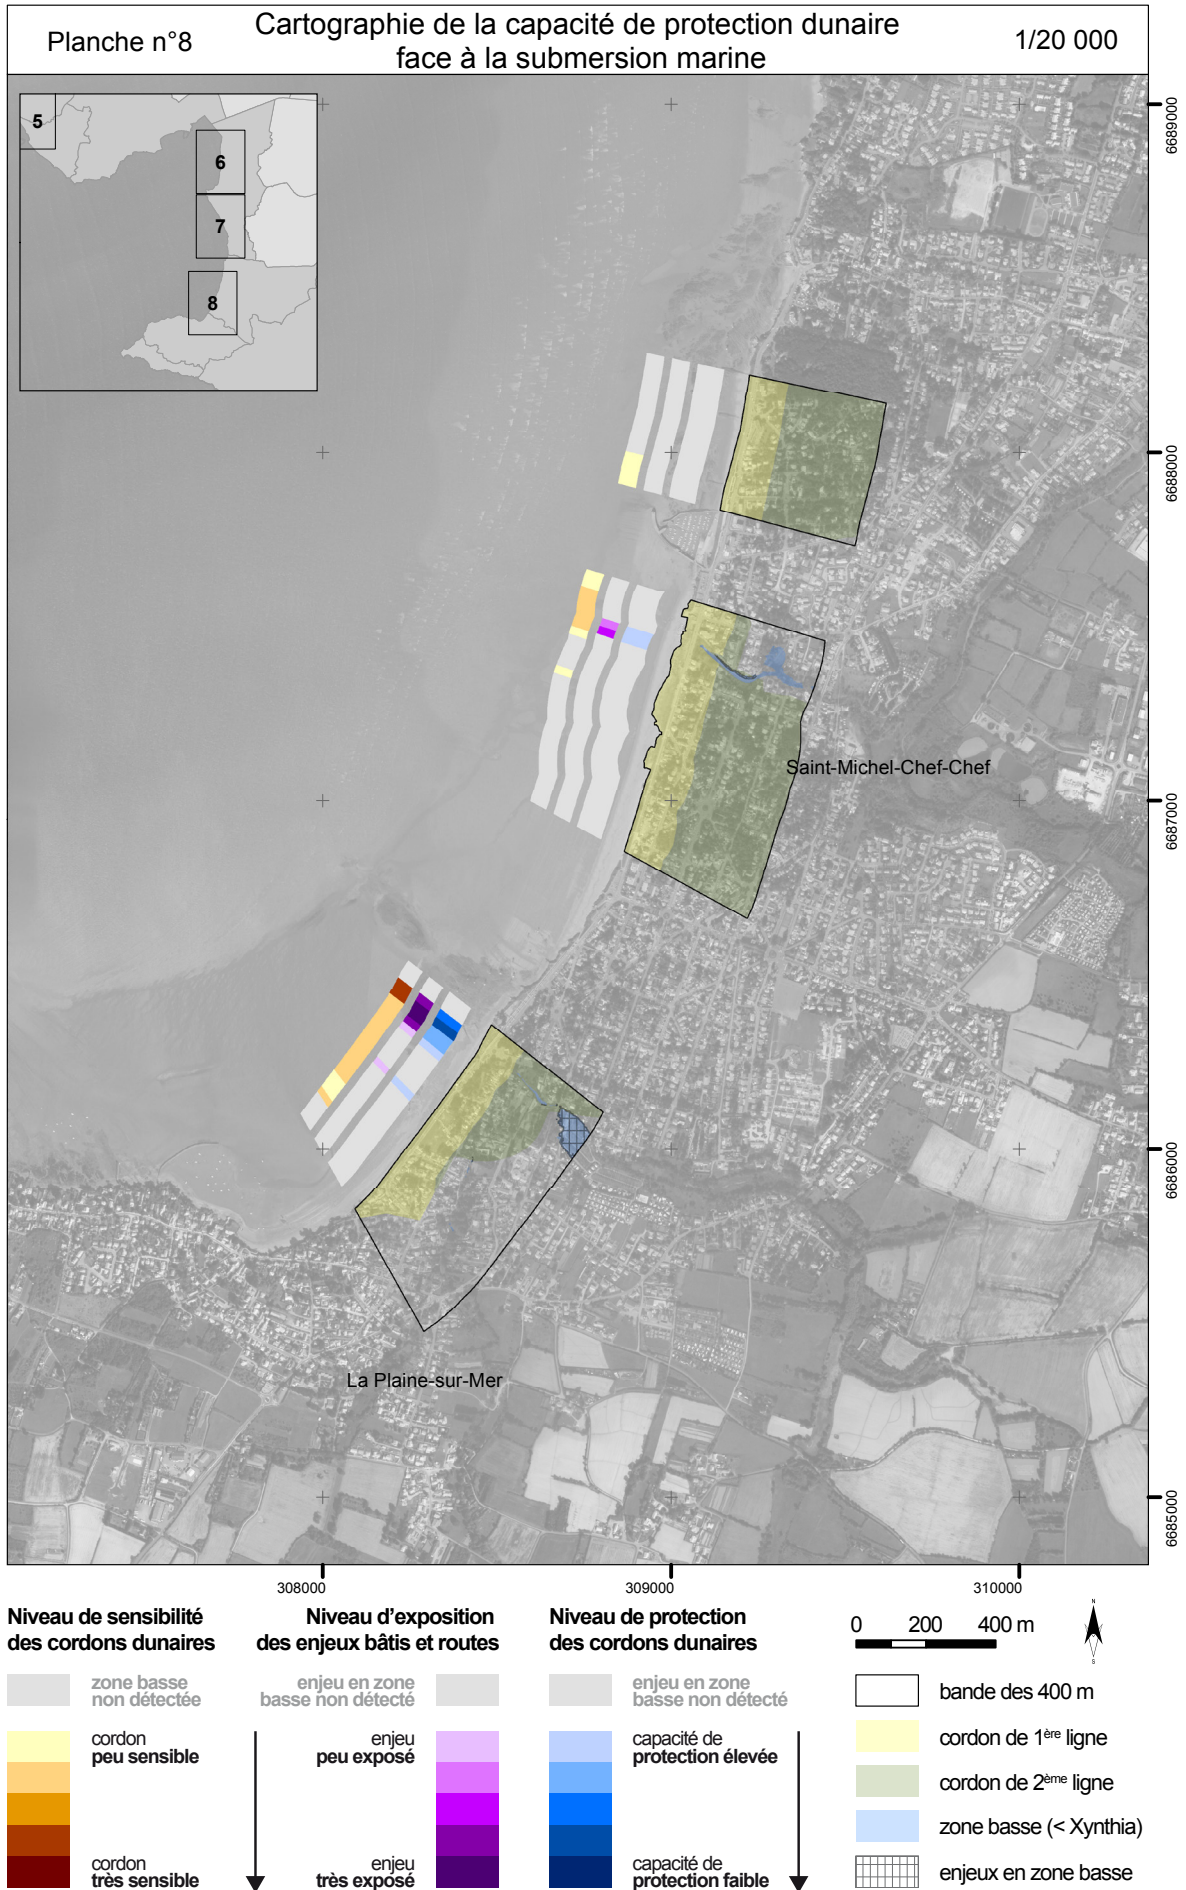 Planche n°8
Cartographie de la capacité de protection dunaire
face à la submersion marine
1/20 000
5
6
7
8
6689000
6688000
6687000
6686000
6685000
Saint-Michel-Chef-Chef
La Plaine-sur-Mer
308000
309000
310000
Niveau de sensibilité
des cordons dunaires
zone basse
non détectée
cordon
peu sensible
cordon
très sensible
Niveau d'exposition
des enjeux bâtis et routes
enjeu en zone
basse non détecté
enjeu
peu exposé
enjeu
très exposé
Niveau de protection
des cordons dunaires
enjeu en zone
basse non détecté
capacité de
protection élevée
capacité de
protection faible
0 200 400 m
N
S
bande des 400 m
cordon de 1ère ligne
cordon de 2ème ligne
zone basse (< Xynthia)
enjeux en zone basse